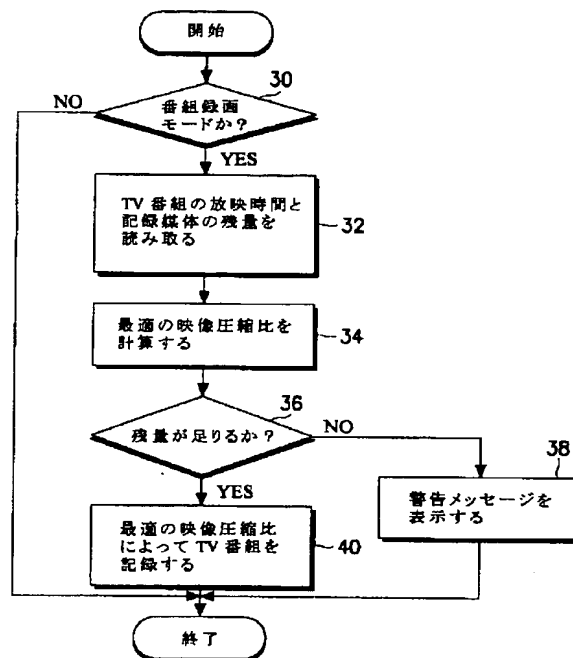 開始
30
番組録画
モードか?
NO
YES
TV 番組の放映時間と
記録媒体の残量を
読み取る
32
最適の映像圧縮比を
計算する
34
36
残量が足りるか?
NO
YES
38
警告メッセージを
表示する
最適の映像圧縮比
によって TV 番組を
記録する
40
終了